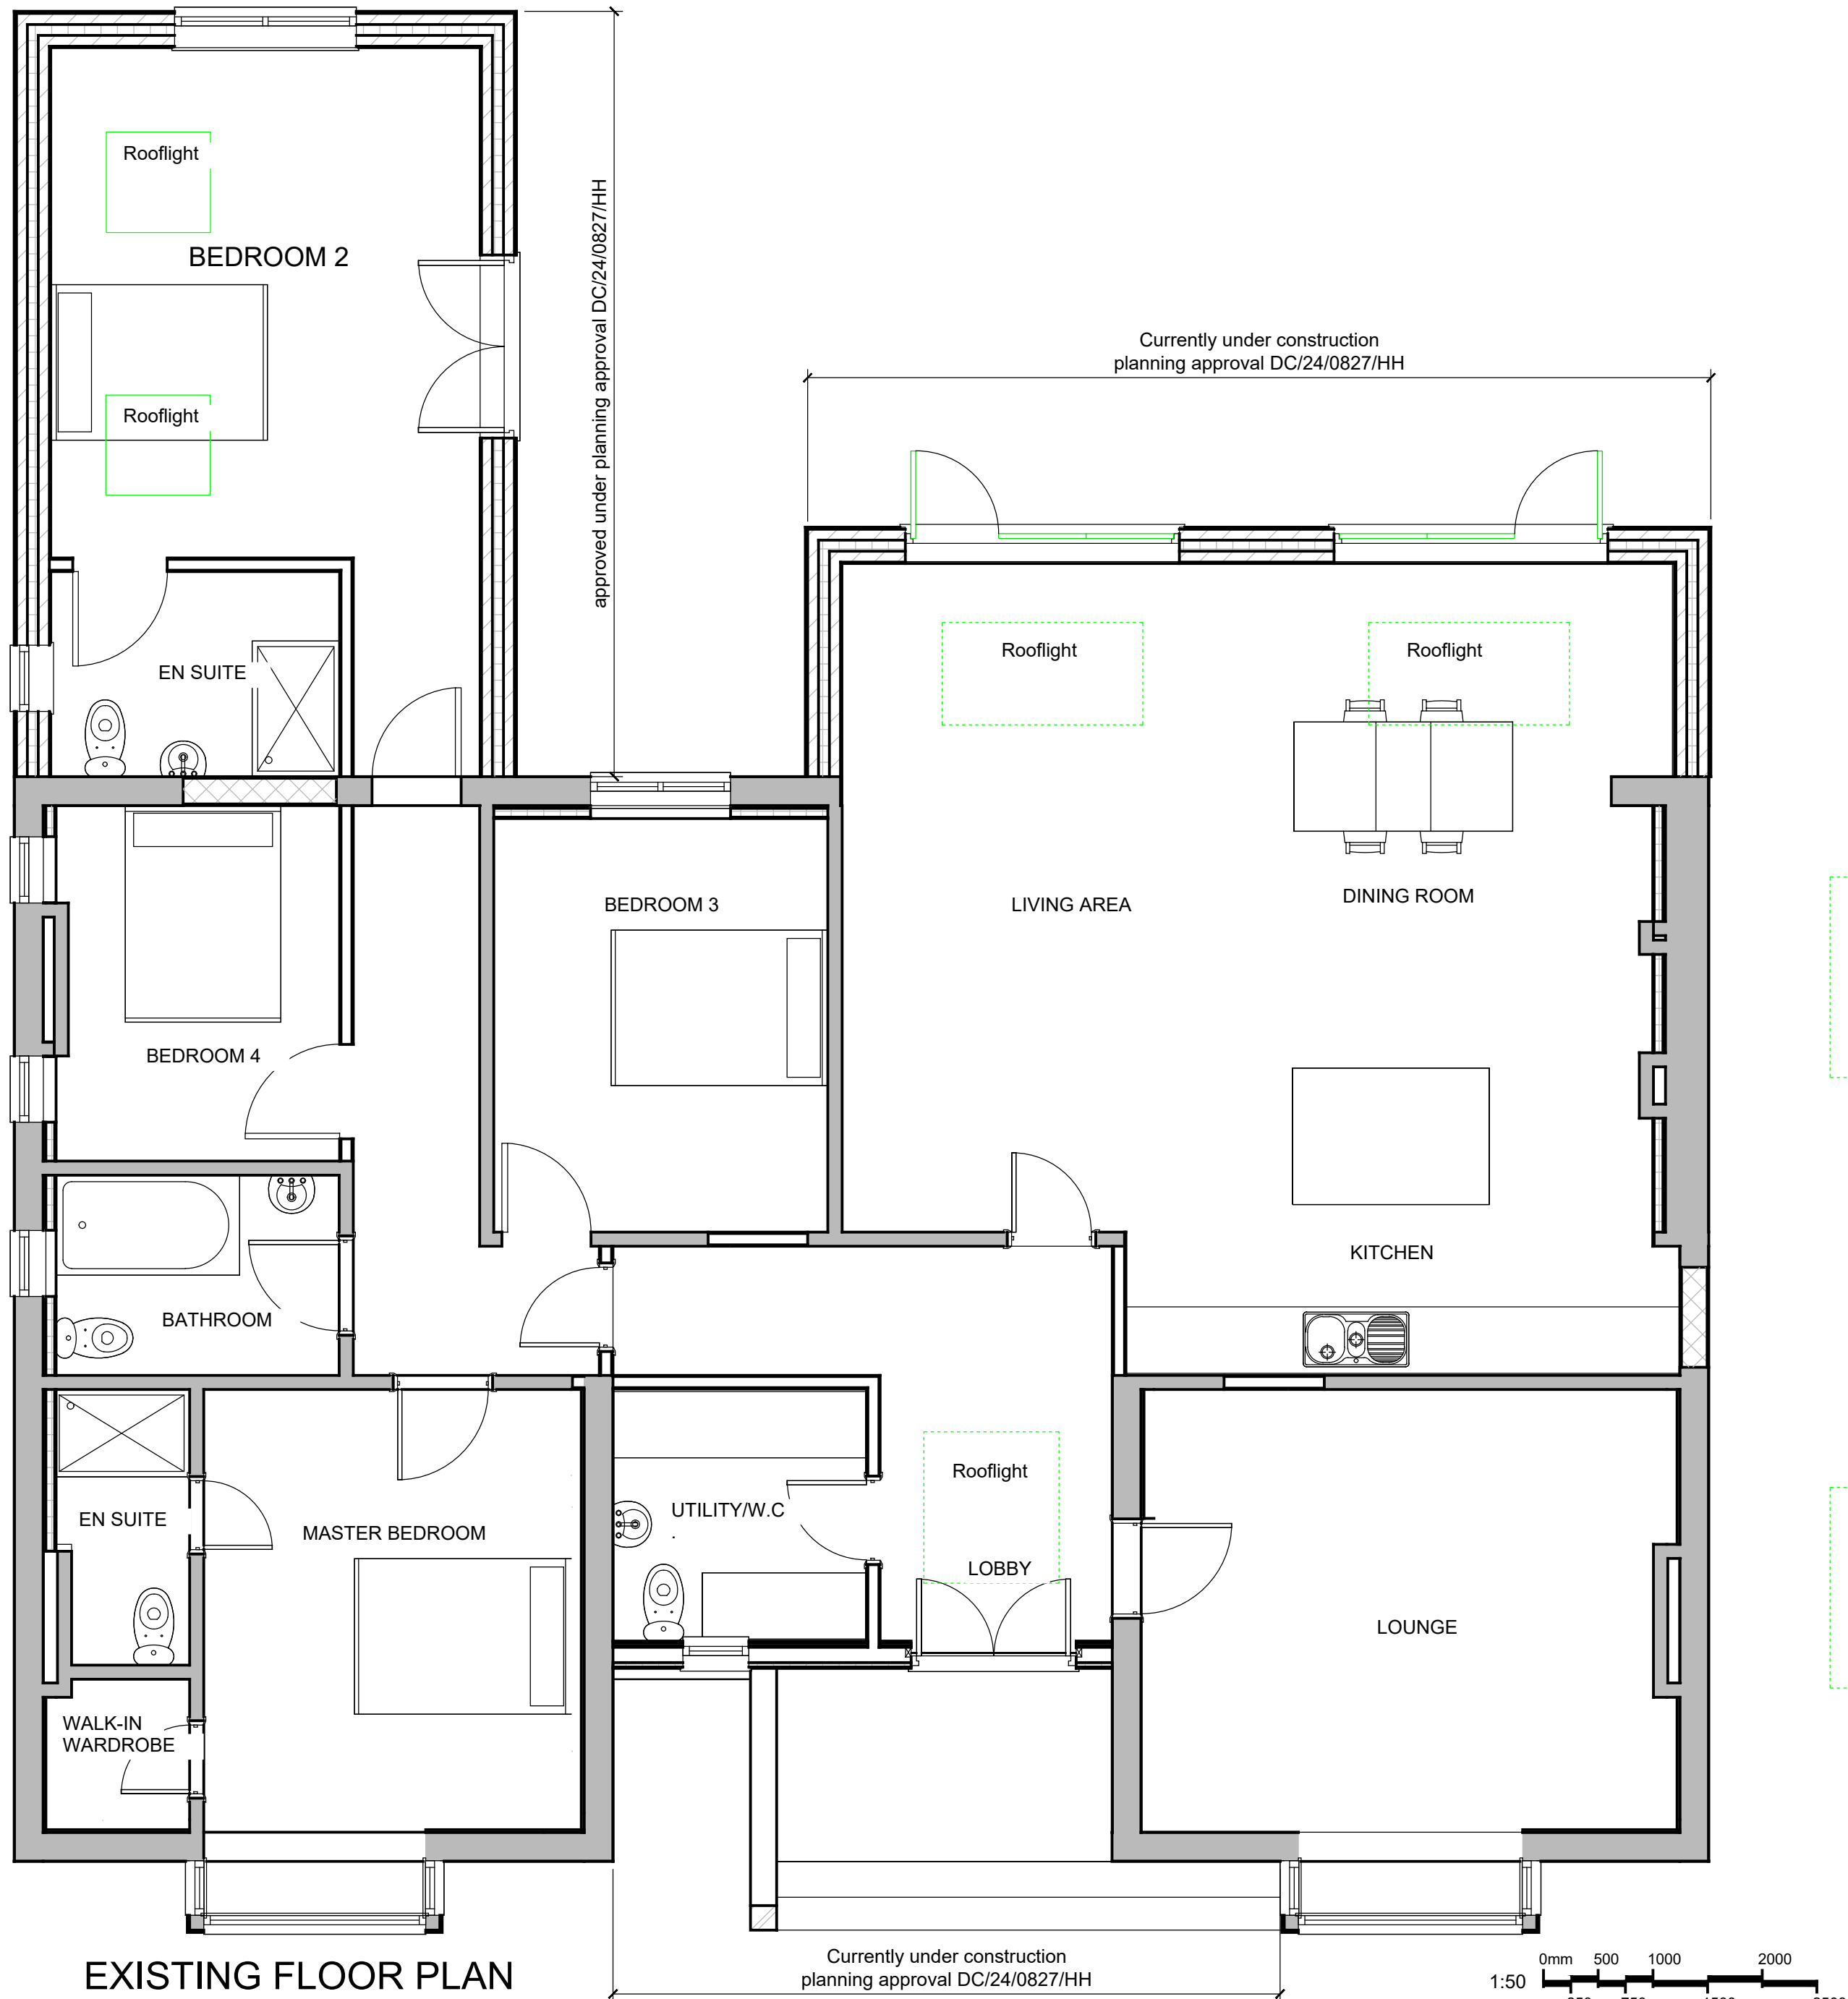 Rooflight
BEDROOM 2
Rooflight
approved under planning approval DC/24/0827/HH
Currently under construction
planning approval DC/24/0827/HH
EN SUITE
Rooflight
Rooflight
BEDROOM 3
LIVING AREA
DINING ROOM
BEDROOM 4
KITCHEN
BATHROOM
Rooflight
EN SUITE
MASTER BEDROOM
UTILITY/W.C
LOBBY
LOUNGE
WALK-IN
WARDROBE
EXISTING FLOOR PLAN
Currently under construction
planning approval DC/24/0827/HH
1:50
0mm 500 1000 2000